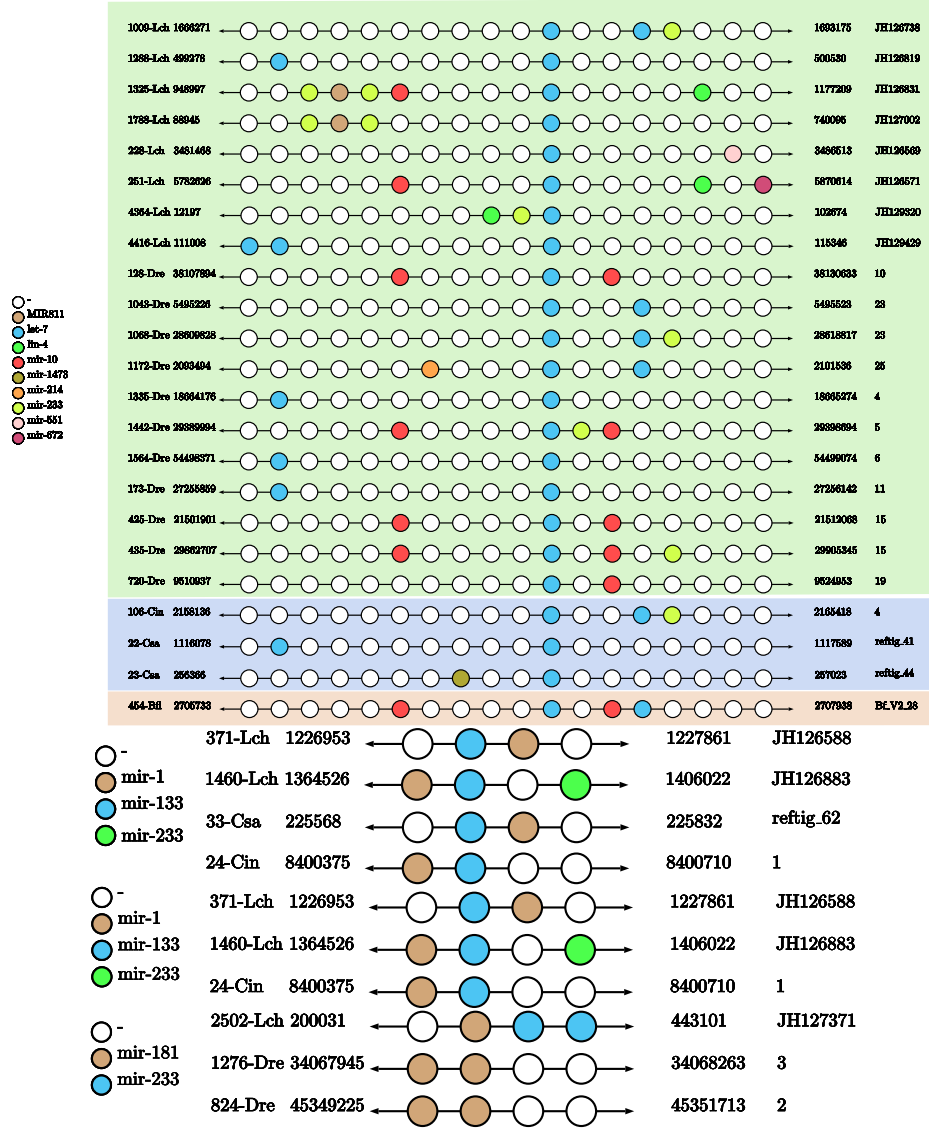 1009-Lch 1666271 1693175 JH126738
1288-Lch 499278 500530 JH126819
1325-Lch 948997 1177209 JH126831
1788-Lch 88945 740095 JH127002
228-Lch 3481468 3486513 JH126569
251-Lch 5782626 5870614 JH126571
4364-Lch 12197 102674 JH129320
4416-Lch 111008 115346 JH129429
128-Dre 38107894 38130633 10
1043-Dre 5495226 5495523 23
1068-Dre 28609828 28618817 23
1172-Dre 2093494 2101536 25
1335-Dre 18664176 18665274 4
1442-Dre 29389994 29398694 5
1564-Dre 54498371 54499074 6
173-Dre 27255859 27256142 11
425-Dre 21501901 21512068 15
435-Dre 29862707 29905345 15
720-Dre 9510937 9524953 19
106-Cin 2158136 2165418 4
22-Csa 1116078 1117589 reftig_41
23-Csa 256366 257023 reftig_44
454-Bfl 2705733 2707938 Bf_V2_28
-
MIR811
let-7
lin-4
mir-10
mir-1473
mir-214
mir-233
mir-551
mir-672
371-Lch 1226953 1227861 JH126588
1460-Lch 1364526 1406022 JH126883
33-Csa 225568 225832 reftig_62
24-Cin 8400375 8400710 1
-
mir-1
mir-133
mir-233
371-Lch 1226953 1227861 JH126588
1460-Lch 1364526 1406022 JH126883
24-Cin 8400375 8400710 1
-
mir-1
mir-133
mir-233
2502-Lch 200031 443101 JH127371
1276-Dre 34067945 34068263 3
824-Dre 45349225 45351713 2
-
mir-181
mir-233